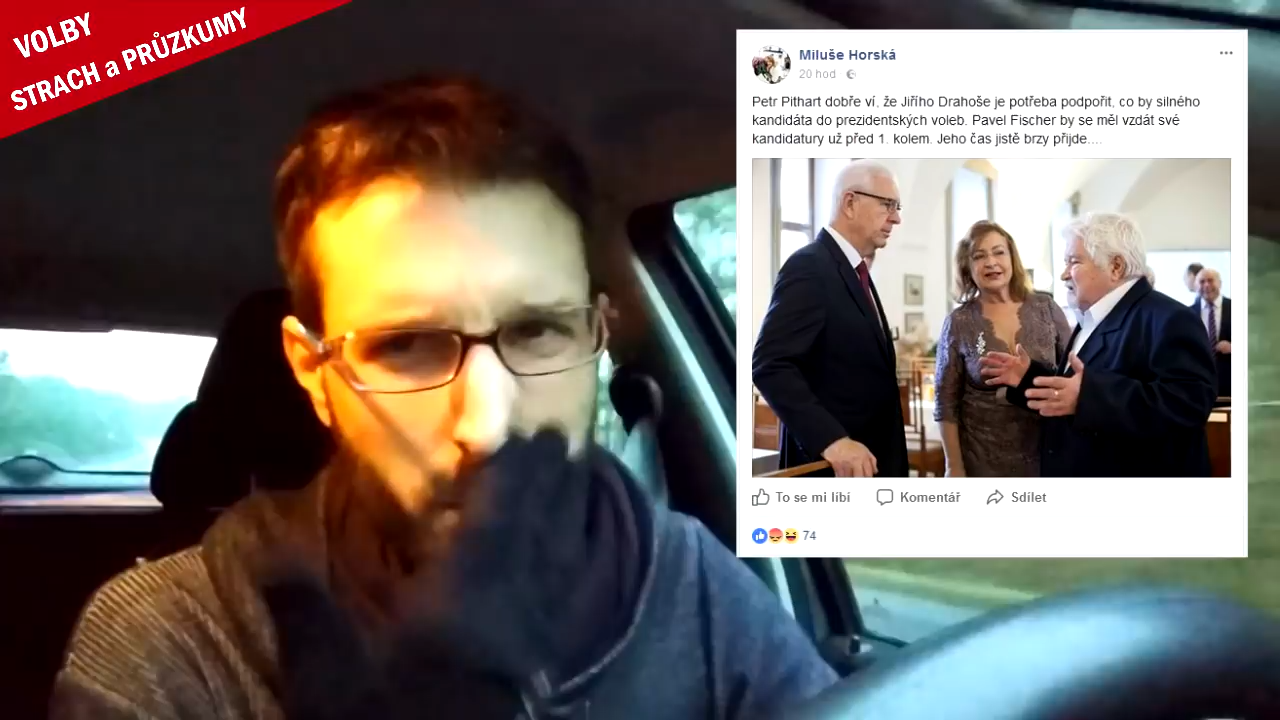 VOLBY
STRACH a PRŮZKUMY
Miluše Horská
20 hod
Petr Pithart dobře ví, že Jiřího Drahoše je potřeba podpořit, co by silného
kandidáta do prezidentských voleb. Pavel Fischer by se měl vzdát své
kandidatury už před 1. kolem. Jeho čas jistě brzy přijde....
To se mi líbí Komentář Sdílet
74